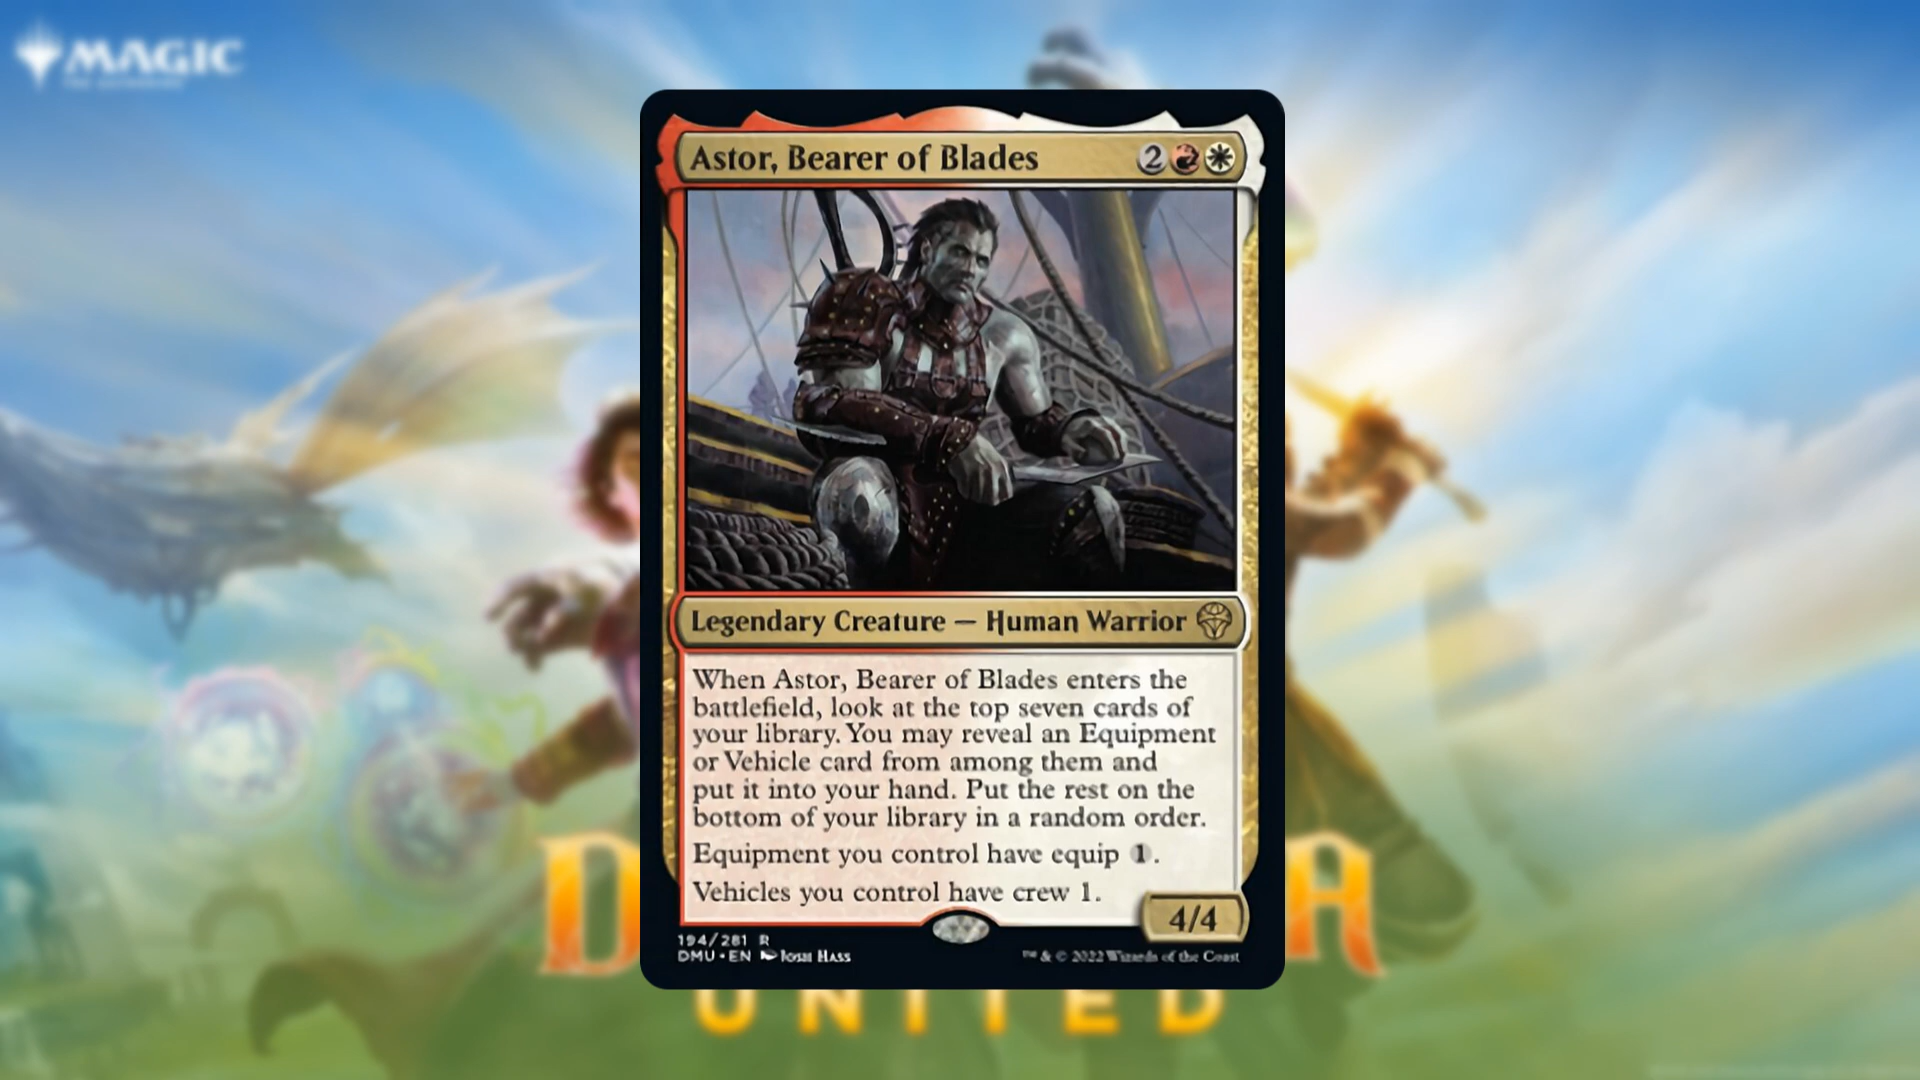 MAGIC
Astor, Bearer of Blades 2
Legendary Creature — Human Warrior
When Astor, Bearer of Blades enters the
battlefield, look at the top seven cards of
your library. You may reveal an Equipment
or Vehicle card from among them and
put it into your hand. Put the rest on the
bottom of your library in a random order.
Equipment you control have equip 1.
Vehicles you control have crew 1.
4/4
194/281 R
DMU • EN Josh Hass
™ & © 2022 Wizards of the Coast
D A
UNITED